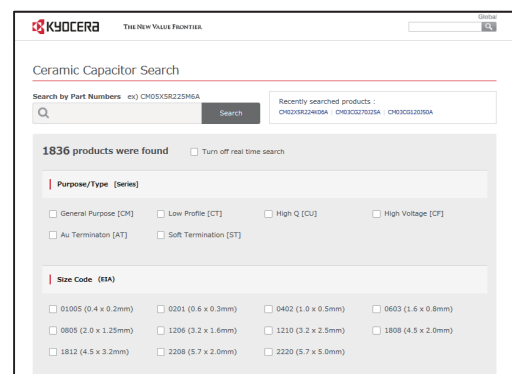 Global
KYOCERA THE NEW VALUE FRONTIER
Ceramic Capacitor Search
Search by Part Numbers ex) CM05X5R225M6A
Search
Recently searched products :
CM02X5R224K06A | CM03CG270J25A | CM03CG120J50A
1836 products were found Turn off real time search
Purpose/Type [Series]
General Purpose [CM] Low Profile [CT] High Q [CU] High Voltage [CF]
Au Terminaton [AT] Soft Termination [ST]
Size Code (EIA)
01005 (0.4 x 0.2mm) 0201 (0.6 x 0.3mm) 0402 (1.0 x 0.5mm) 0603 (1.6 x 0.8mm)
0805 (2.0 x 1.25mm) 1206 (3.2 x 1.6mm) 1210 (3.2 x 2.5mm) 1808 (4.5 x 2.0mm)
1812 (4.5 x 3.2mm) 2208 (5.7 x 2.0mm) 2220 (5.7 x 5.0mm)